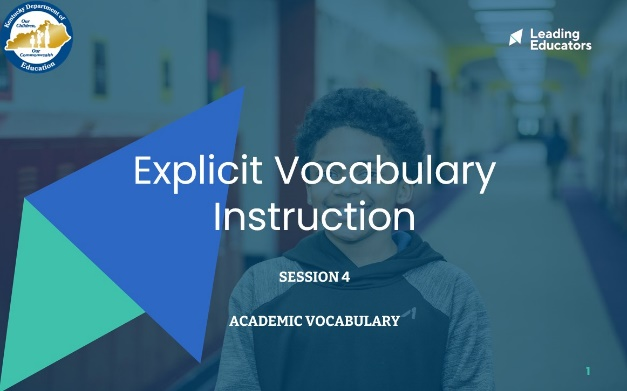 Kentucky Department of
Our
Children,
Our
Commonwealth
Education
Leading
Educators
Explicit Vocabulary
Instruction
SESSION 4
ACADEMIC VOCABULARY
1